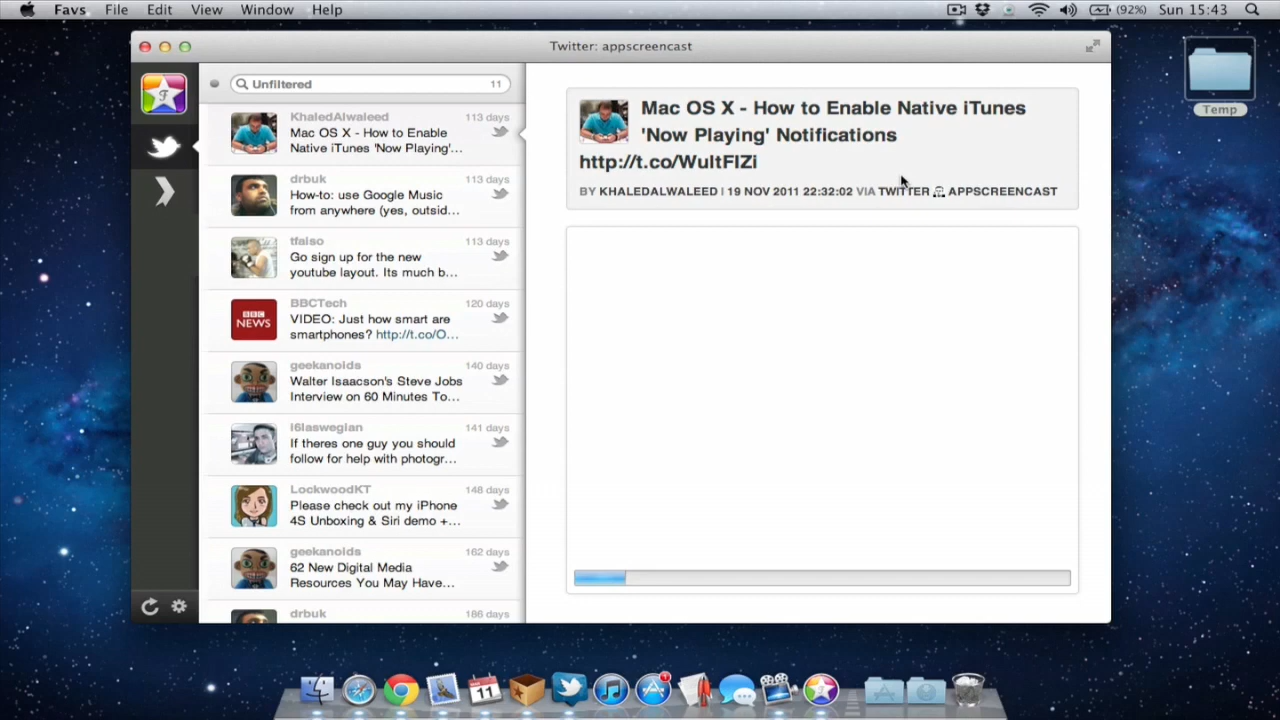 Favs File Edit View Window Help
(92%) Sun 15:43
Twitter: appscreencast
Temp
Unfiltered 11
KhaledAlwaleed 113 days
Mac OS X - How to Enable
Native iTunes 'Now Playing'...
drbuk 113 days
How-to: use Google Music
from anywhere (yes, outsid...
tfalso 113 days
Go sign up for the new
youtube layout. Its much b...
BBCTech 120 days
BBC
NEWS
VIDEO: Just how smart are
smartphones? http://t.co/O...
geekanoids 140 days
Walter Isaacson's Steve Jobs
Interview on 60 Minutes To...
i6laswegian 141 days
If theres one guy you should
follow for help with photogr...
LockwoodKT 148 days
Please check out my iPhone
4S Unboxing & Siri demo +...
geekanoids 162 days
62 New Digital Media
Resources You May Have...
drbuk 186 days
Mac OS X - How to Enable Native iTunes
'Now Playing' Notifications
http://t.co/WultFIZi
BY KHALEDALWALEED | 19 NOV 2011 22:32:02 VIA TWITTER APPSCREENCAST
11
1